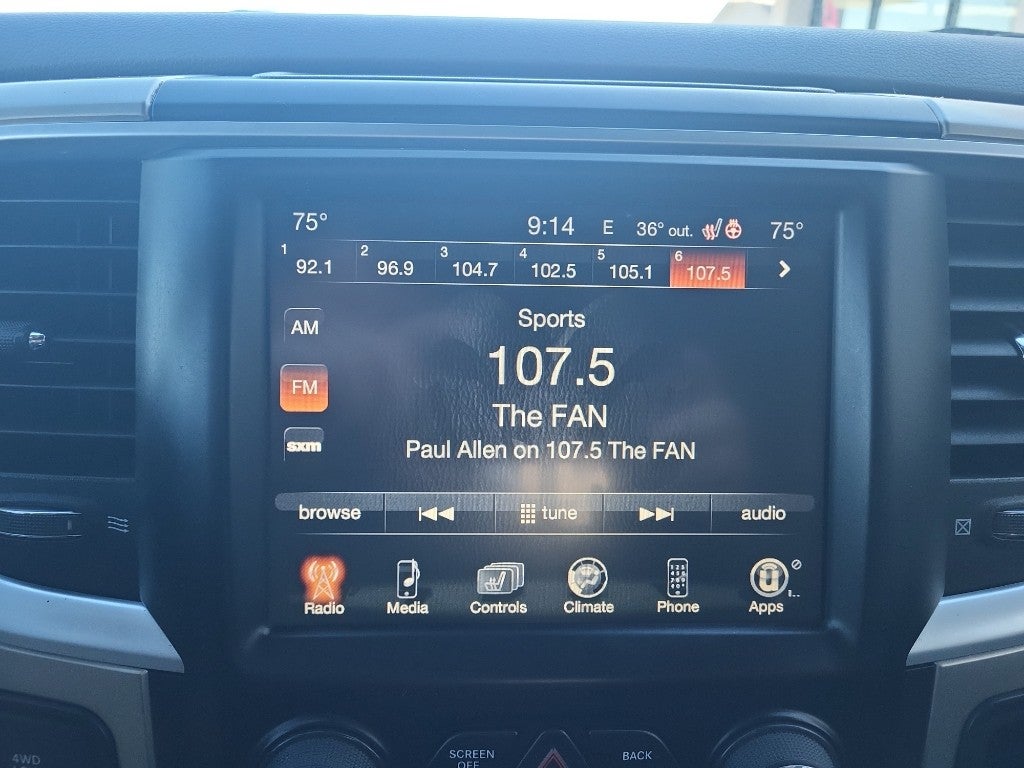 75° 9:14 E 36° out. 75°
1 92.1 2 96.9 3 104.7 4 102.5 5 105.1 6 107.5
AM
Sports
107.5
FM
The FAN
sxm
Paul Allen on 107.5 The FAN
browse tune audio
Radio Media Controls Climate Phone Apps
SCREEN OFF
BACK
4WD